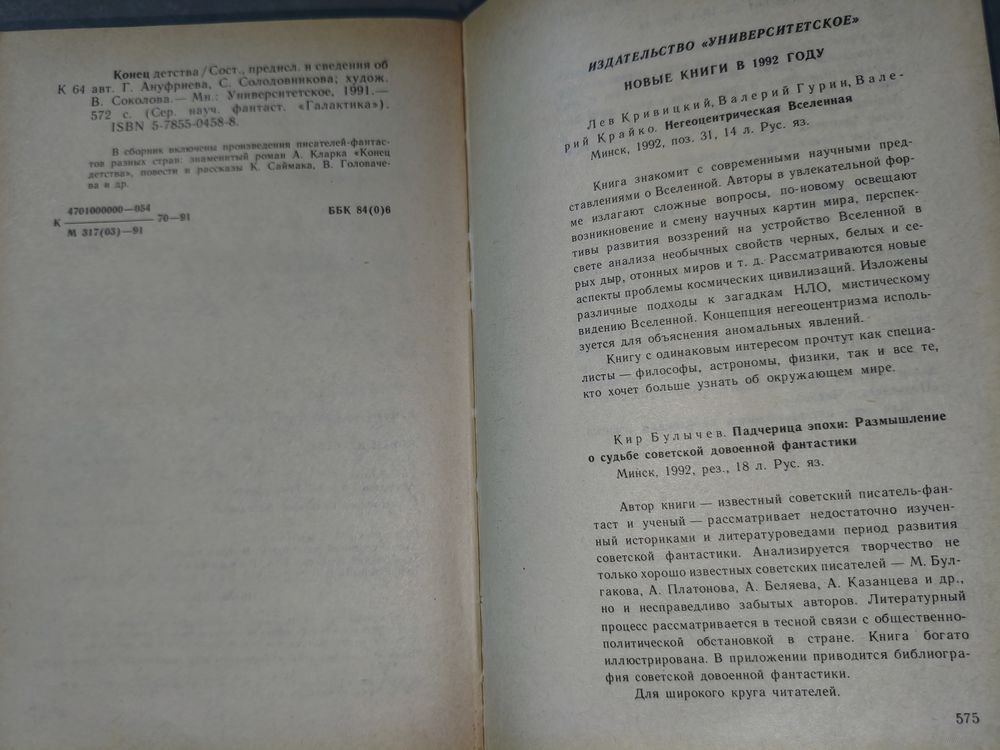 Конец детства/Сост., предисл. и сведения об
К 64 авт. Г. Ануфриева, С. Солодовникова; худож.
В. Соколова.— Мн.: Университетское, 1991.—
572 с. (Сер. науч. фантаст. «Галактика»).
ISBN 5-7855-0458-8.
В сборник включены произведения писателей-фантас-
тов разных стран: знаменитый роман А. Кларка «Конец
детства», повести и рассказы К. Саймака, В. Головаче-
ва и др.
4701000000—054
К 70—91
М 317(03)—91
ББК 84(0)6
ИЗДАТЕЛЬСТВО «УНИВЕРСИТЕТСКОЕ»
НОВЫЕ КНИГИ В 1992 ГОДУ
Лев Кривицкий, Валерий Гурин, Вале-
рий Крайко. Негеоцентрическая Вселенная
Минск, 1992, поз. 31, 14 л. Рус. яз.
Книга знакомит с современными научными пред-
ставлениями о Вселенной. Авторы в увлекательной фор-
ме излагают сложные вопросы, по-новому освещают
возникновение и смену научных картин мира, перспек-
тивы развития воззрений на устройство Вселенной в
свете анализа необычных свойств черных, белых и се-
рых дыр, отонных миров и т. д. Рассматриваются новые
аспекты проблемы космических цивилизаций. Изложены
различные подходы к загадкам НЛО, мистическому
видению Вселенной. Концепция негеоцентризма исполь-
зуется для объяснения аномальных явлений.
Книгу с одинаковым интересом прочтут как специа-
листы — философы, астрономы, физики, так и все те,
кто хочет больше узнать об окружающем мире.
Кир Булычев. Падчерица эпохи: Размышление
о судьбе советской довоенной фантастики
Минск, 1992, рез., 18 л. Рус. яз.
Автор книги — известный советский писатель-фан-
таст и ученый — рассматривает недостаточно изучен-
ный историками и литературоведами период развития
советской фантастики. Анализируется творчество не
только хорошо известных советских писателей — М. Бул-
гакова, А. Платонова, А. Беляева, А. Казанцева и др.,
но и несправедливо забытых авторов. Литературный
процесс рассматривается в тесной связи с общественно-
политической обстановкой в стране. Книга богато
иллюстрирована. В приложении приводится библиогра-
фия советской довоенной фантастики.
Для широкого круга читателей.
575